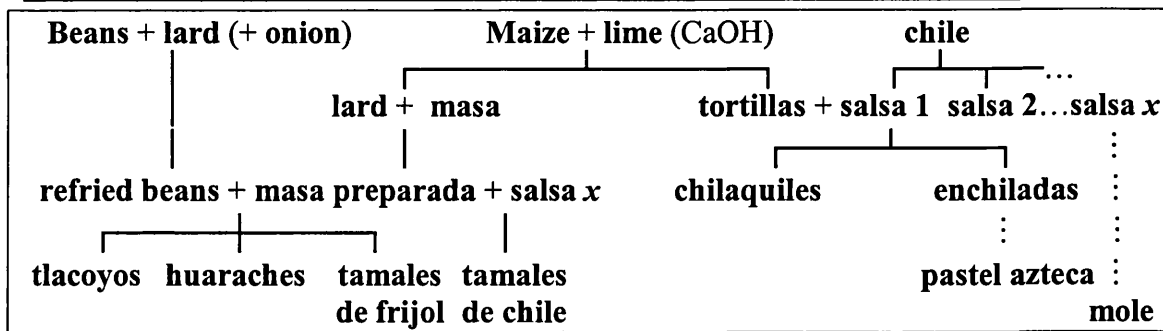 Beans + lard (+ onion) Maize + lime (CaOH) chile
...
lard + masa tortillas + salsa 1 salsa 2...salsa x
refried beans + masa preparada + salsa x chilaquiles enchiladas
tlacoyos huaraches tamales tamales pastel azteca
de frijol de chile mole